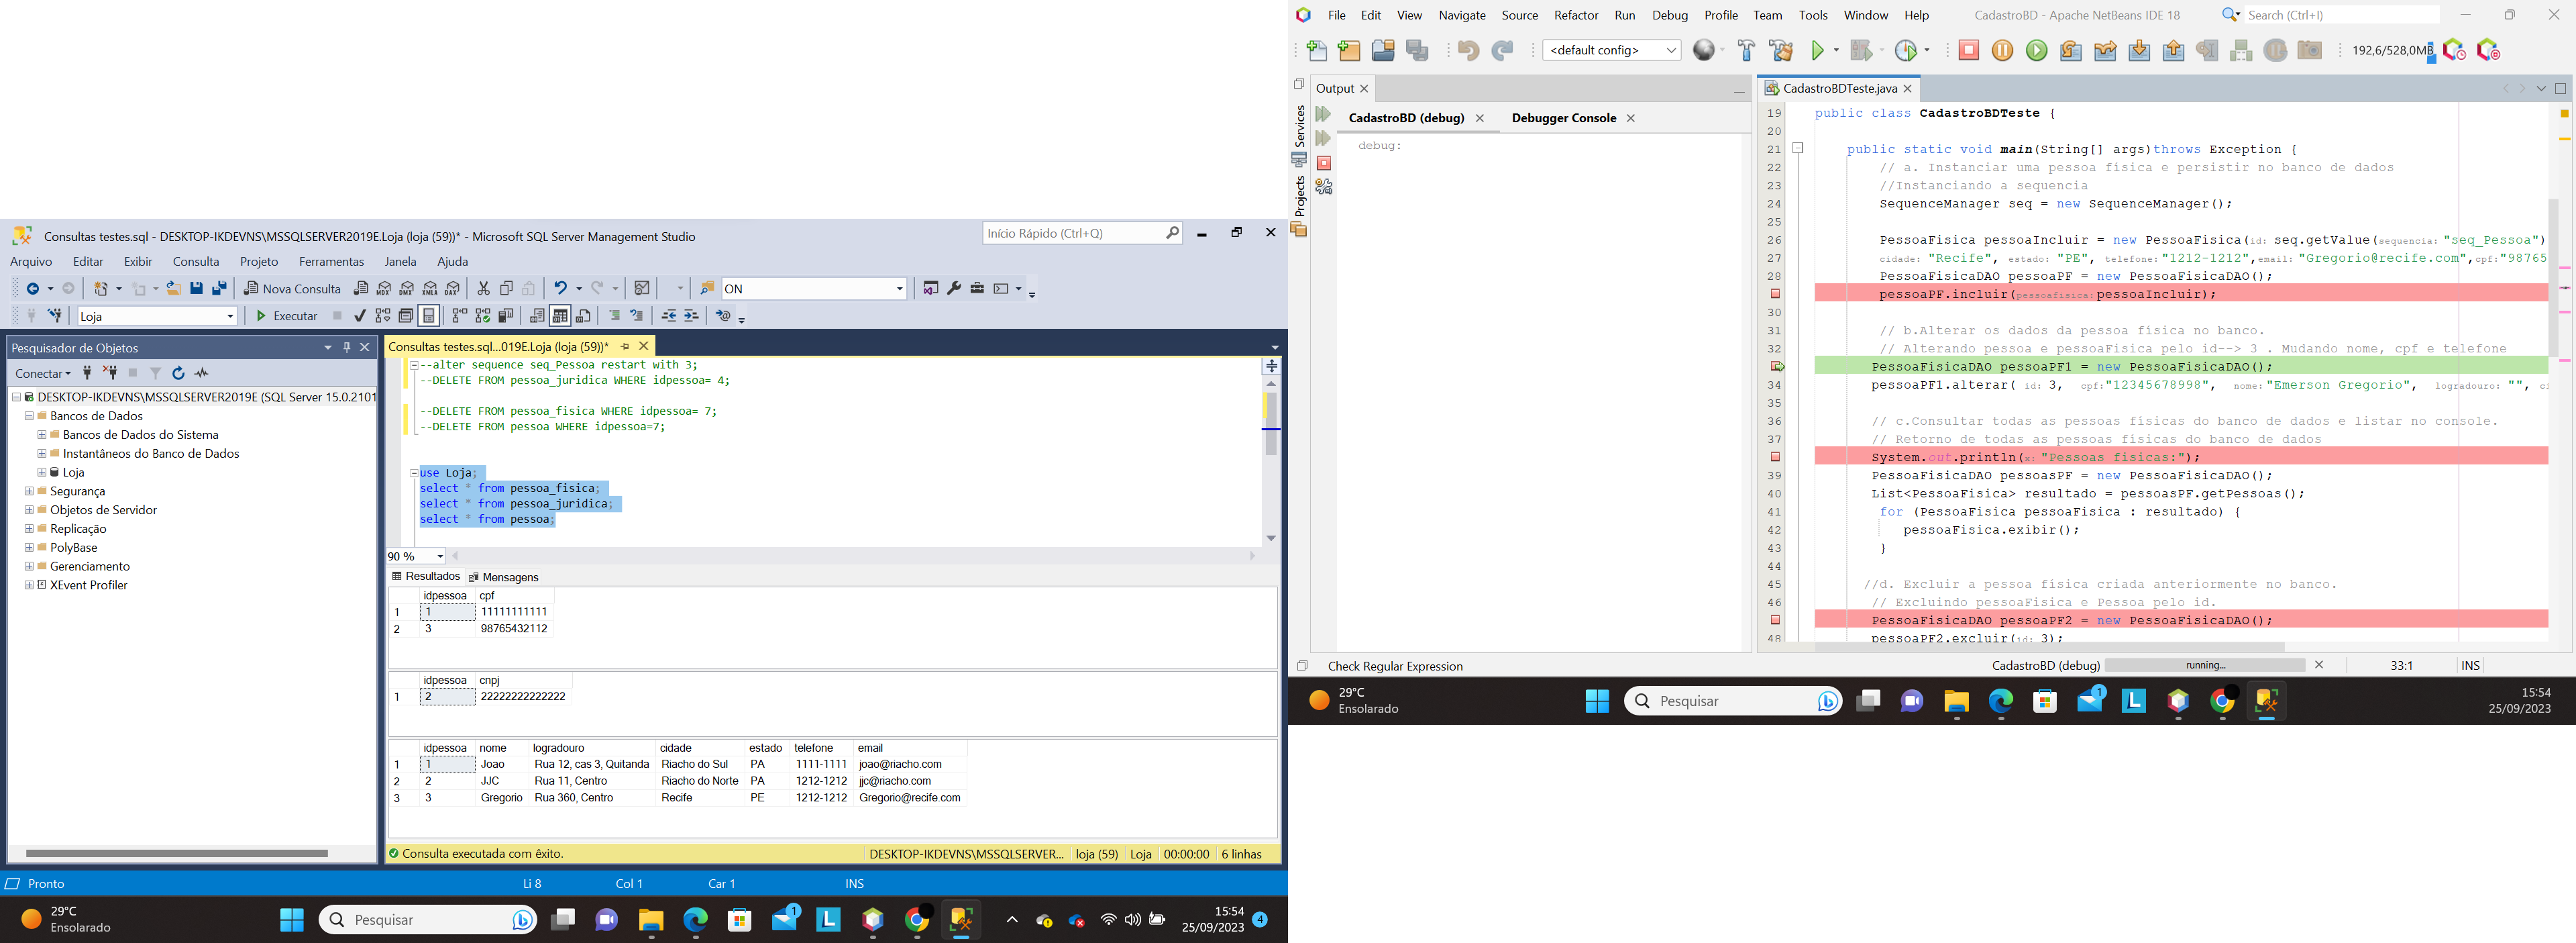 Consultas testes.sql - DESKTOP-IKDEVNS\MSSQLSERVER2019E.Loja (loja (59))* - Microsoft SQL Server Management Studio
Início Rápido (Ctrl+Q)
Arquivo Editar Exibir Consulta Projeto Ferramentas Janela Ajuda
Nova Consulta MDX DMX XMLA DAX ON
Loja Executar
Pesquisador de Objetos
Conectar
DESKTOP-IKDEVNS\MSSQLSERVER2019E (SQL Server 15.0.2101
Bancos de Dados
Bancos de Dados do Sistema
Instantâneos do Banco de Dados
Loja
Segurança
Objetos de Servidor
Replicação
PolyBase
Gerenciamento
XEvent Profiler
Consultas testes.sql...019E.Loja (loja (59))*
--alter sequence seq_Pessoa restart with 3;
--DELETE FROM pessoa_juridica WHERE idpessoa= 4;
--DELETE FROM pessoa_fisica WHERE idpessoa= 7;
--DELETE FROM pessoa WHERE idpessoa=7;
use Loja;
select * from pessoa_fisica;
select * from pessoa_juridica;
select * from pessoa;
90 %
Resultados Mensagens
idpessoa cpf
1 1 11111111111
2 3 98765432112
idpessoa cnpj
1 2 22222222222222
idpessoa nome logradouro cidade estado telefone email
1 1 Joao Rua 12, cas 3, Quitanda Riacho do Sul PA 1111-1111 joao@riacho.com
2 2 JJC Rua 11, Centro Riacho do Norte PA 1212-1212 jjc@riacho.com
3 3 Gregorio Rua 360, Centro Recife PE 1212-1212 Gregorio@recife.com
Consulta executada com êxito. DESKTOP-IKDEVNS\MSSQLSERVER... loja (59) Loja 00:00:00 6 linhas
Pronto Li 8 Col 1 Car 1 INS
29°C
Ensolarado
Pesquisar
1
L
15:54
25/09/2023
4
File Edit View Navigate Source Refactor Run Debug Profile Team Tools Window Help
CadastroBD - Apache NetBeans IDE 18
Search (Ctrl+I)
<default config>
192,6/528,0MB
Services
Projects
Output
CadastroBD (debug) Debugger Console
debug:
CadastroBDTeste.java
19 public class CadastroBDTeste {
20
21 public static void main(String[] args)throws Exception {
22 // a. Instanciar uma pessoa física e persistir no banco de dados
23 //Instanciando a sequencia
24 SequenceManager seq = new SequenceManager();
25
26 PessoaFisica pessoaIncluir = new PessoaFisica(id: seq.getValue(sequencia: "seq_Pessoa")
27 cidade: "Recife", estado: "PE", telefone: "1212-1212",email: "Gregorio@recife.com",cpf:"98765
28 PessoaFisicaDAO pessoaPF = new PessoaFisicaDAO();
pessoaPF.incluir(pessoafisica:pessoaIncluir);
30
31 // b.Alterar os dados da pessoa física no banco.
32 // Alterando pessoa e pessoaFisica pelo id--> 3 . Mudando nome, cpf e telefone
PessoaFisicaDAO pessoaPF1 = new PessoaFisicaDAO();
34 pessoaPF1.alterar( id: 3, cpf:"12345678998", nome:"Emerson Gregorio", logradouro: "", ci
35
36 // c.Consultar todas as pessoas físicas do banco de dados e listar no console.
37 // Retorno de todas as pessoas físicas do banco de dados
System.out.println(x: "Pessoas fisicas:");
39 PessoaFisicaDAO pessoasPF = new PessoaFisicaDAO();
40 List<PessoaFisica> resultado = pessoasPF.getPessoas();
41 for (PessoaFisica pessoaFisica : resultado) {
42 pessoaFisica.exibir();
43 }
44
45 //d. Excluir a pessoa física criada anteriormente no banco.
46 // Excluindo pessoaFisica e Pessoa pelo id.
PessoaFisicaDAO pessoaPF2 = new PessoaFisicaDAO();
48 pessoaPF2.excluir(id: 3);
Check Regular Expression
CadastroBD (debug) running... 33:1 INS
29°C
Ensolarado
Pesquisar
1
L
15:54
25/09/2023